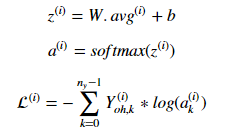 z^{(i)} = W.avg^{(i)} + b
a^{(i)} = softmax(z^{(i)})
\mathcal{L}^{(i)} = - \sum_{k=0}^{n_y-1} Y_{oh,k}^{(i)} * log(a_k^{(i)})